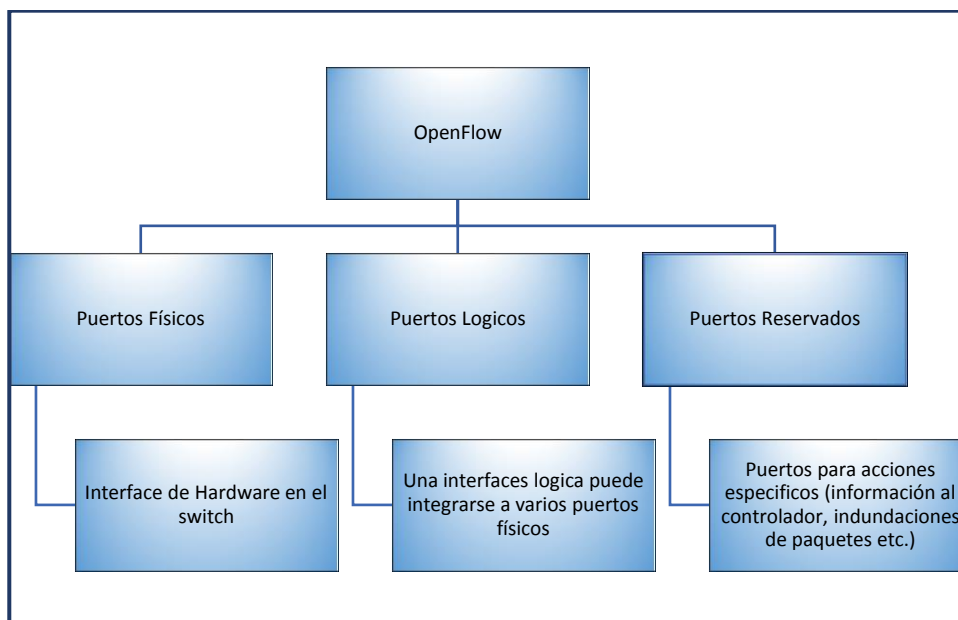 OpenFlow
Puertos Físicos
Puertos Logicos
Puertos Reservados
Interface de Hardware en el
switch
Una interfaces logica puede
integrarse a varios puertos
físicos
Puertos para acciones
especificos (información al
controlador, indundaciones
de paquetes etc.)